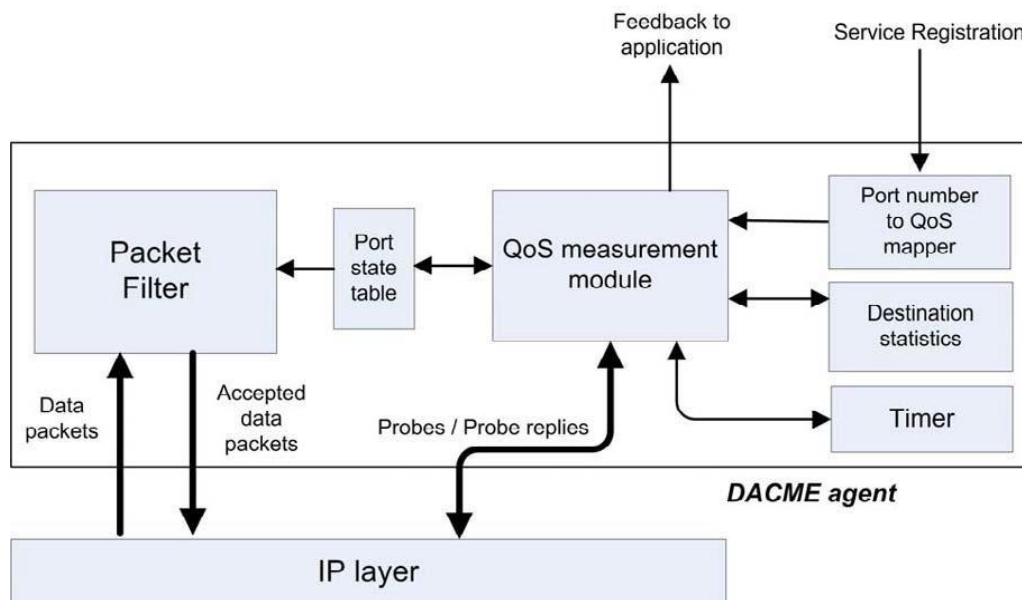 Feedback to
application
Service Registration
Packet
Filter
Port
state
table
QoS measurement
module
Port number
to QoS
mapper
Destination
statistics
Timer
Data
packets
Accepted
data
packets
Probes / Probe replies
DACME agent
IP layer